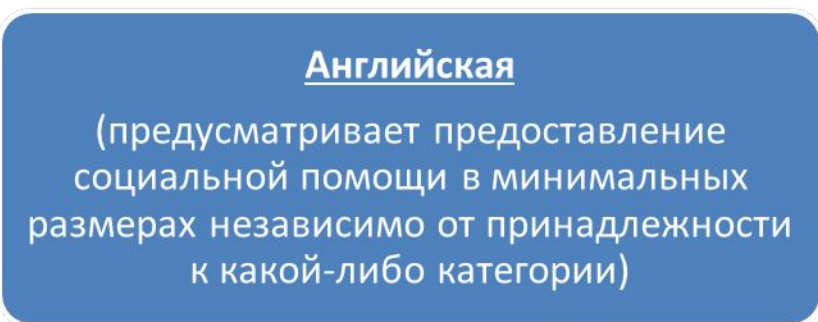 Английская
(предусматривает предоставление
социальной помощи в минимальных
размерах независимо от принадлежности
к какой-либо категории)